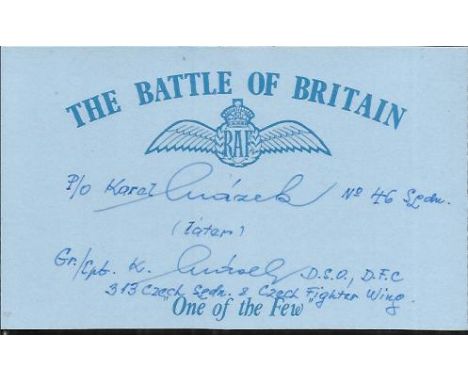 THE BATTLE OF BRITAIN
RAF
P/O Karel Mrázek No 46 Sqdn.
(later)
Gr./Cpt. K. Mrázek D.S.O., D.F.C
313 Czech Sqdn. & Czech Fighter Wing.
One of the Few